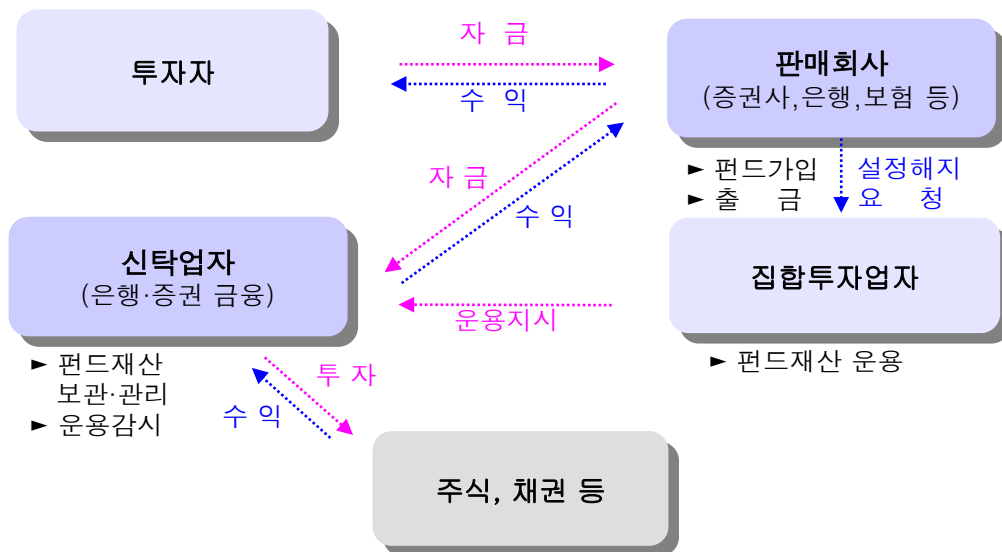 자 금
투자자
판매회사
(증권사,은행,보험 등)
수 익
► 펀드가입
► 출 금
설정해지
요 청
자 금
수 익
신탁업자
(은행·증권 금융)
집합투자업자
운용지시
► 펀드재산
보관·관리
► 운용감시
투 자
수 익
► 펀드재산 운용
주식, 채권 등